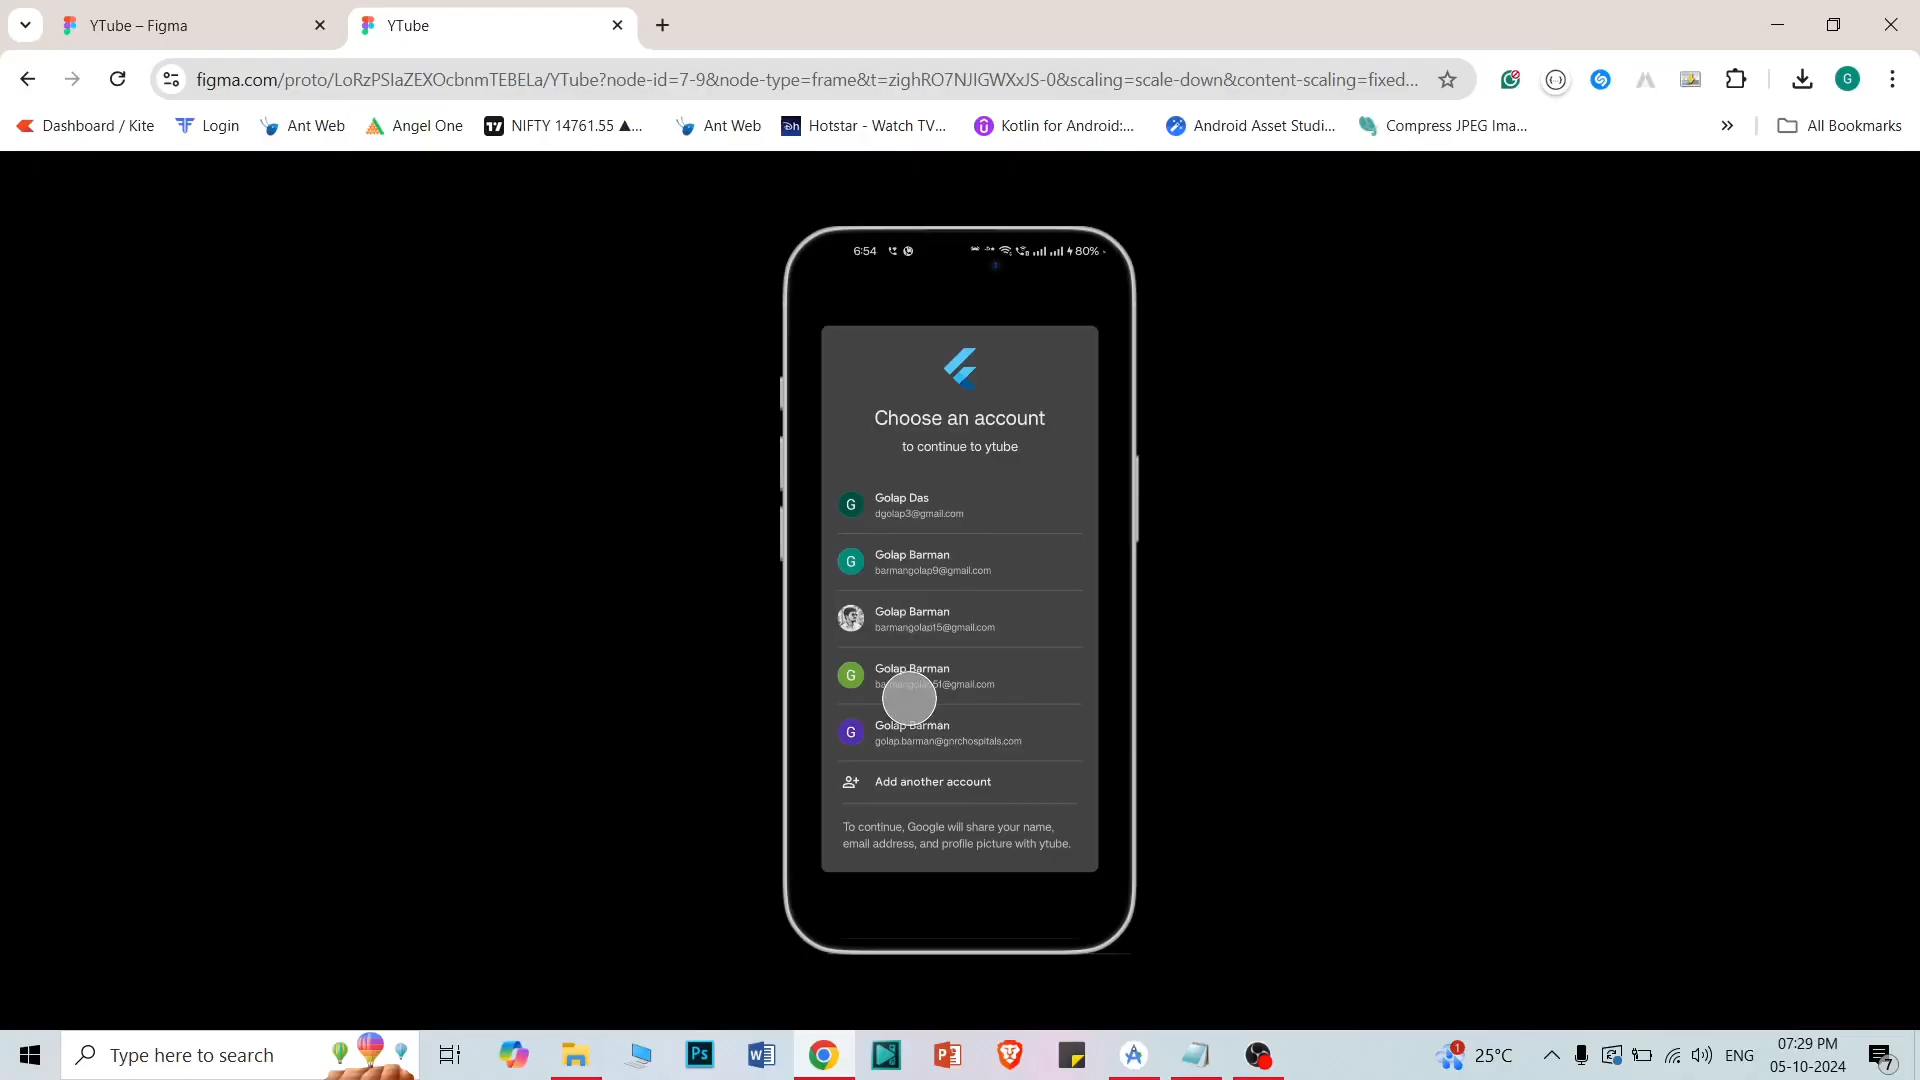 YTube – Figma
YTube
figma.com/proto/LoRzPSIaZEXOcbnmTEBELa/YTube?node-id=7-9&node-type=frame&t=zighRO7NJIGWXxJS-0&scaling=scale-down&content-scaling=fixed...
G
Dashboard / Kite
Login
Ant Web
Angel One
NIFTY 14761.55 ▲...
Ant Web
Hotstar - Watch TV...
Kotlin for Android:...
Android Asset Studi...
Compress JPEG Ima...
All Bookmarks
6:54
80%
Choose an account
to continue to ytube
G
Golap Das
dgolap3@gmail.com
G
Golap Barman
barmangolap9@gmail.com
Golap Barman
barmangolap15@gmail.com
G
Golap Barman
51@gmail.com
G
Golap Barman
golap.barman@gnrchospitals.com
Add another account
To continue, Google will share your name,
email address, and profile picture with ytube.
Type here to search
Ps
1
25°C
ENG
07:29 PM
05-10-2024
7